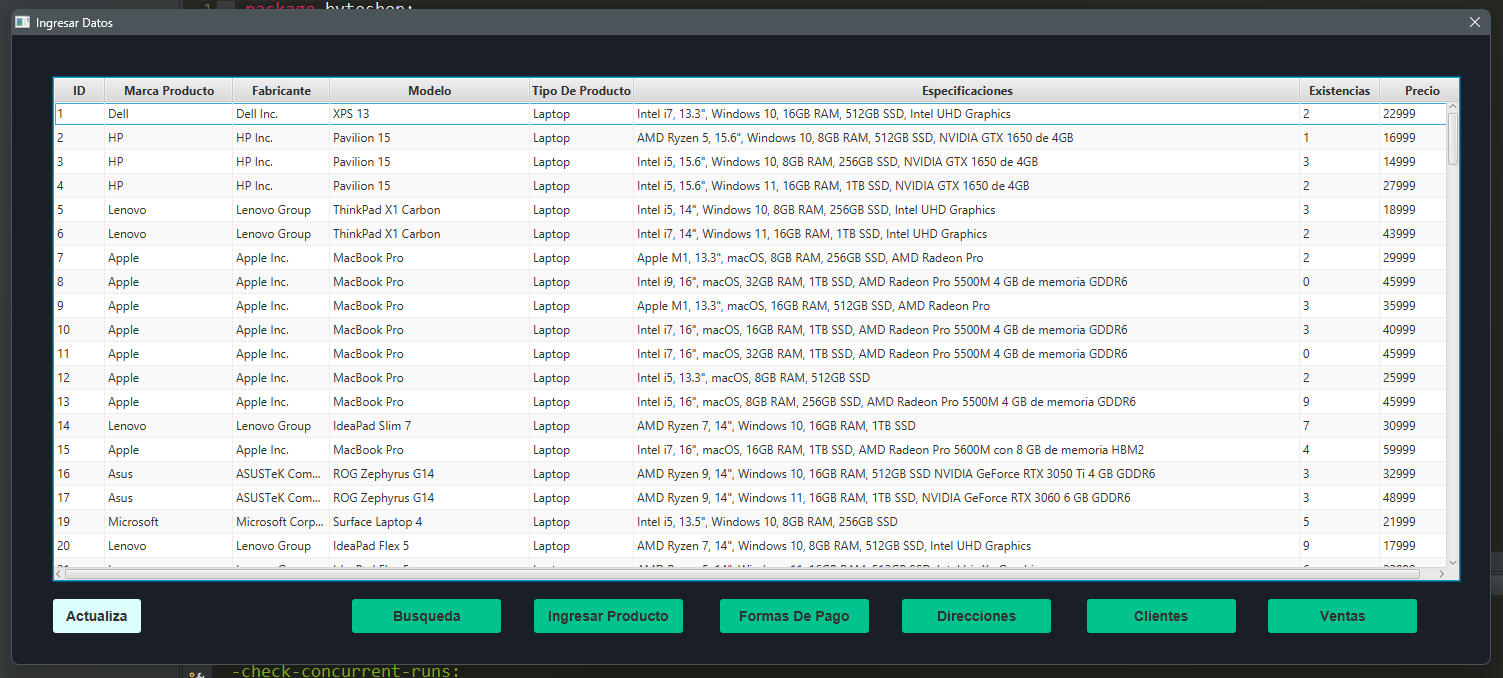 package byteshop;
Ingresar Datos
ID Marca Producto Fabricante Modelo Tipo De Producto Especificaciones Existencias Precio
1 Dell Dell Inc. XPS 13 Laptop Intel i7, 13.3", Windows 10, 16GB RAM, 512GB SSD, Intel UHD Graphics 2 22999
2 HP HP Inc. Pavilion 15 Laptop AMD Ryzen 5, 15.6", Windows 10, 8GB RAM, 512GB SSD, NVIDIA GTX 1650 de 4GB 1 16999
3 HP HP Inc. Pavilion 15 Laptop Intel i5, 15.6", Windows 10, 8GB RAM, 256GB SSD, NVIDIA GTX 1650 de 4GB 3 14999
4 HP HP Inc. Pavilion 15 Laptop Intel i5, 15.6", Windows 11, 16GB RAM, 1TB SSD, NVIDIA GTX 1650 de 4GB 2 27999
5 Lenovo Lenovo Group ThinkPad X1 Carbon Laptop Intel i5, 14", Windows 10, 8GB RAM, 256GB SSD, Intel UHD Graphics 3 18999
6 Lenovo Lenovo Group ThinkPad X1 Carbon Laptop Intel i7, 14", Windows 11, 16GB RAM, 1TB SSD, Intel UHD Graphics 2 43999
7 Apple Apple Inc. MacBook Pro Laptop Apple M1, 13.3", macOS, 8GB RAM, 256GB SSD, AMD Radeon Pro 2 29999
8 Apple Apple Inc. MacBook Pro Laptop Intel i9, 16", macOS, 32GB RAM, 1TB SSD, AMD Radeon Pro 5500M 4 GB de memoria GDDR6 0 45999
9 Apple Apple Inc. MacBook Pro Laptop Apple M1, 13.3", macOS, 16GB RAM, 512GB SSD, AMD Radeon Pro 3 35999
10 Apple Apple Inc. MacBook Pro Laptop Intel i7, 16", macOS, 16GB RAM, 1TB SSD, AMD Radeon Pro 5500M 4 GB de memoria GDDR6 3 40999
11 Apple Apple Inc. MacBook Pro Laptop Intel i7, 16", macOS, 32GB RAM, 1TB SSD, AMD Radeon Pro 5500M 4 GB de memoria GDDR6 0 45999
12 Apple Apple Inc. MacBook Pro Laptop Intel i5, 13.3", macOS, 8GB RAM, 512GB SSD 2 25999
13 Apple Apple Inc. MacBook Pro Laptop Intel i5, 16", macOS, 8GB RAM, 256GB SSD, AMD Radeon Pro 5500M 4 GB de memoria GDDR6 9 45999
14 Lenovo Lenovo Group IdeaPad Slim 7 Laptop AMD Ryzen 7, 14", Windows 10, 16GB RAM, 1TB SSD 7 30999
15 Apple Apple Inc. MacBook Pro Laptop Intel i7, 16", macOS, 16GB RAM, 1TB SSD, AMD Radeon Pro 5600M con 8 GB de memoria HBM2 4 59999
16 Asus ASUSTeK Com... ROG Zephyrus G14 Laptop AMD Ryzen 9, 14", Windows 10, 16GB RAM, 512GB SSD NVIDIA GeForce RTX 3050 Ti 4 GB GDDR6 3 32999
17 Asus ASUSTeK Com... ROG Zephyrus G14 Laptop AMD Ryzen 9, 14", Windows 11, 16GB RAM, 1TB SSD, NVIDIA GeForce RTX 3060 6 GB GDDR6 3 48999
19 Microsoft Microsoft Corp... Surface Laptop 4 Laptop Intel i5, 13.5", Windows 10, 8GB RAM, 256GB SSD 5 21999
20 Lenovo Lenovo Group IdeaPad Flex 5 Laptop AMD Ryzen 7, 14", Windows 10, 8GB RAM, 512GB SSD, Intel UHD Graphics 9 17999
Actualiza Busqueda Ingresar Producto Formas De Pago Direcciones Clientes Ventas
-check-concurrent-runs: